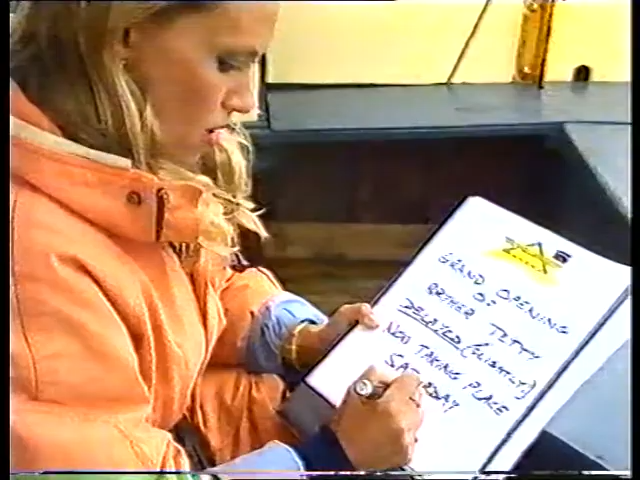 GRAND OPENING
OF
ARTHER JETTY
DELAYED (SLIGHTLY)
NOW TAKING PLACE
SATURDAY